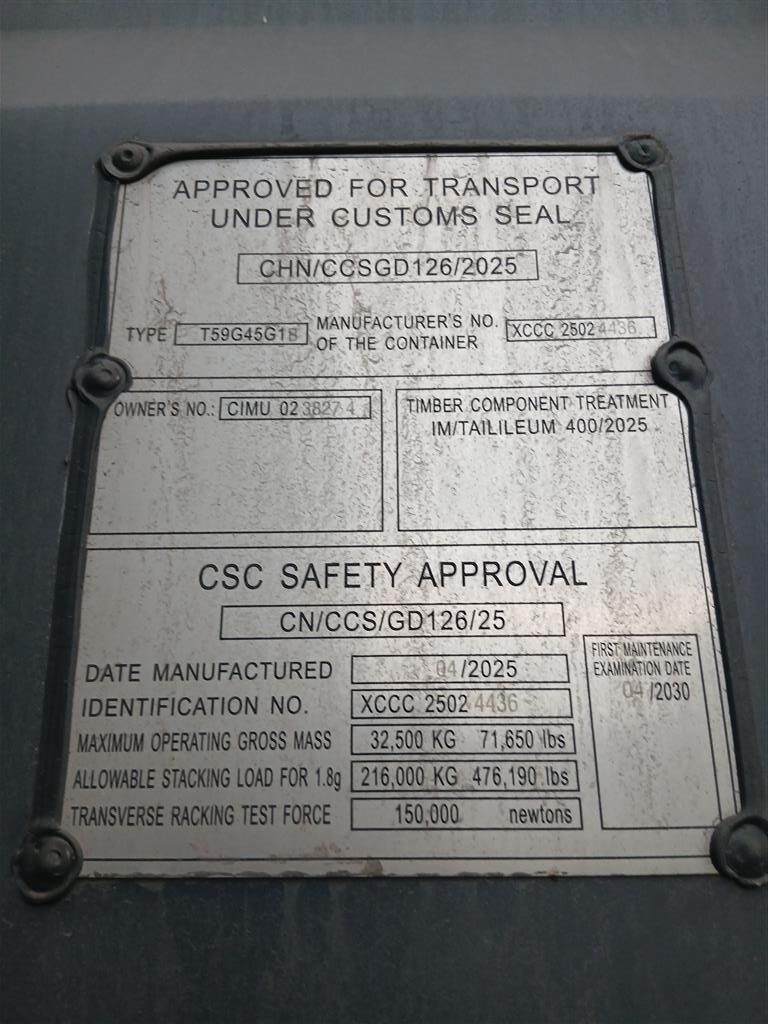 APPROVED FOR TRANSPORT
UNDER CUSTOMS SEAL
CHN/CCSGD126/2025
TYPE
MANUFACTURER'S NO.
OF THE CONTAINER
XCCC 2502 4436
OWNER'S NO.: CIMU 02 3827 4
TIMBER COMPONENT TREATMENT
IM/TAILILEUM 400/2025
CSC SAFETY APPROVAL
CN/CCS/GD126/25
DATE MANUFACTURED 04/2025
IDENTIFICATION NO. XCCC 2502 4436
MAXIMUM OPERATING GROSS MASS 32,500 KG 71,650 lbs
ALLOWABLE STACKING LOAD FOR 1.8g 216,000 KG 476,190 lbs
TRANSVERSE RACKING TEST FORCE 150,000 newtons
FIRST MAINTENANCE
EXAMINATION DATE
04/2030